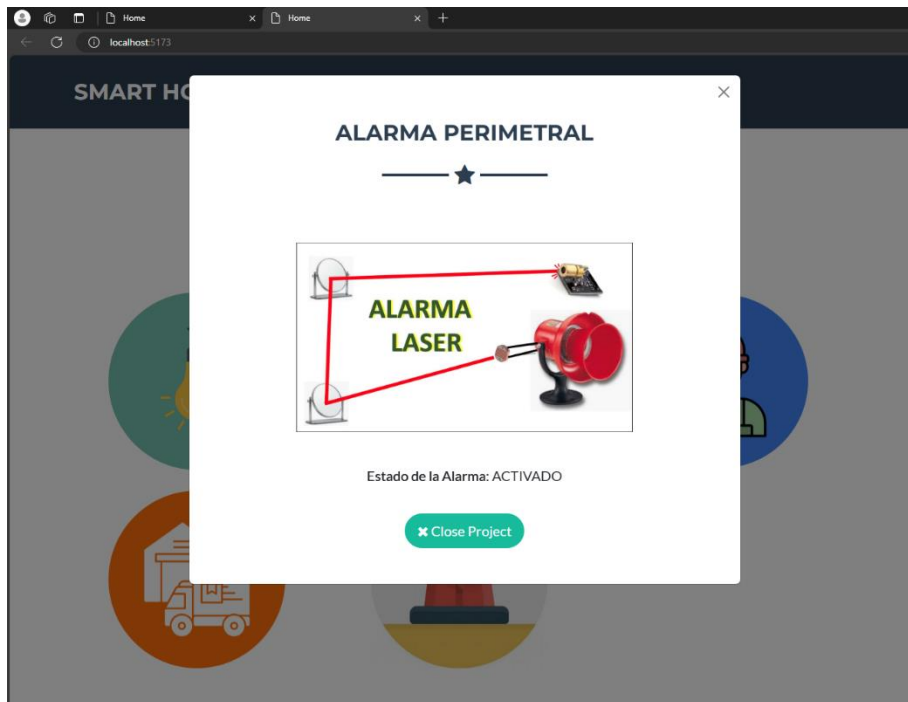 Home
Home
localhost:5173
SMART HO
ALARMA PERIMETRAL
ALARMA
LASER
Estado de la Alarma: ACTIVADO
Close Project